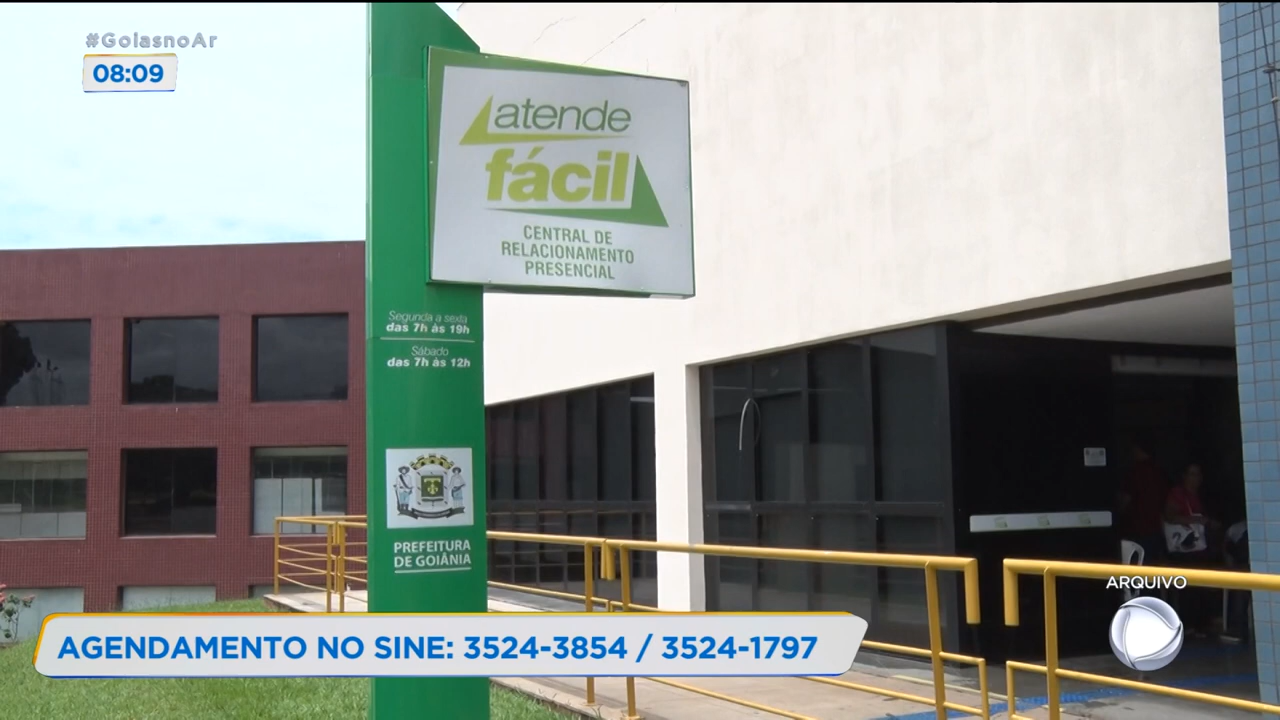 #GoiasnoAr
08:09
atende
fácil
CENTRAL DE
RELACIONAMENTO
PRESENCIAL
Segunda a sexta
das 7h às 19h
Sábado
das 7h às 12h
PREFEITURA
DE GOIÂNIA
ARQUIVO
AGENDAMENTO NO SINE: 3524-3854 / 3524-1797